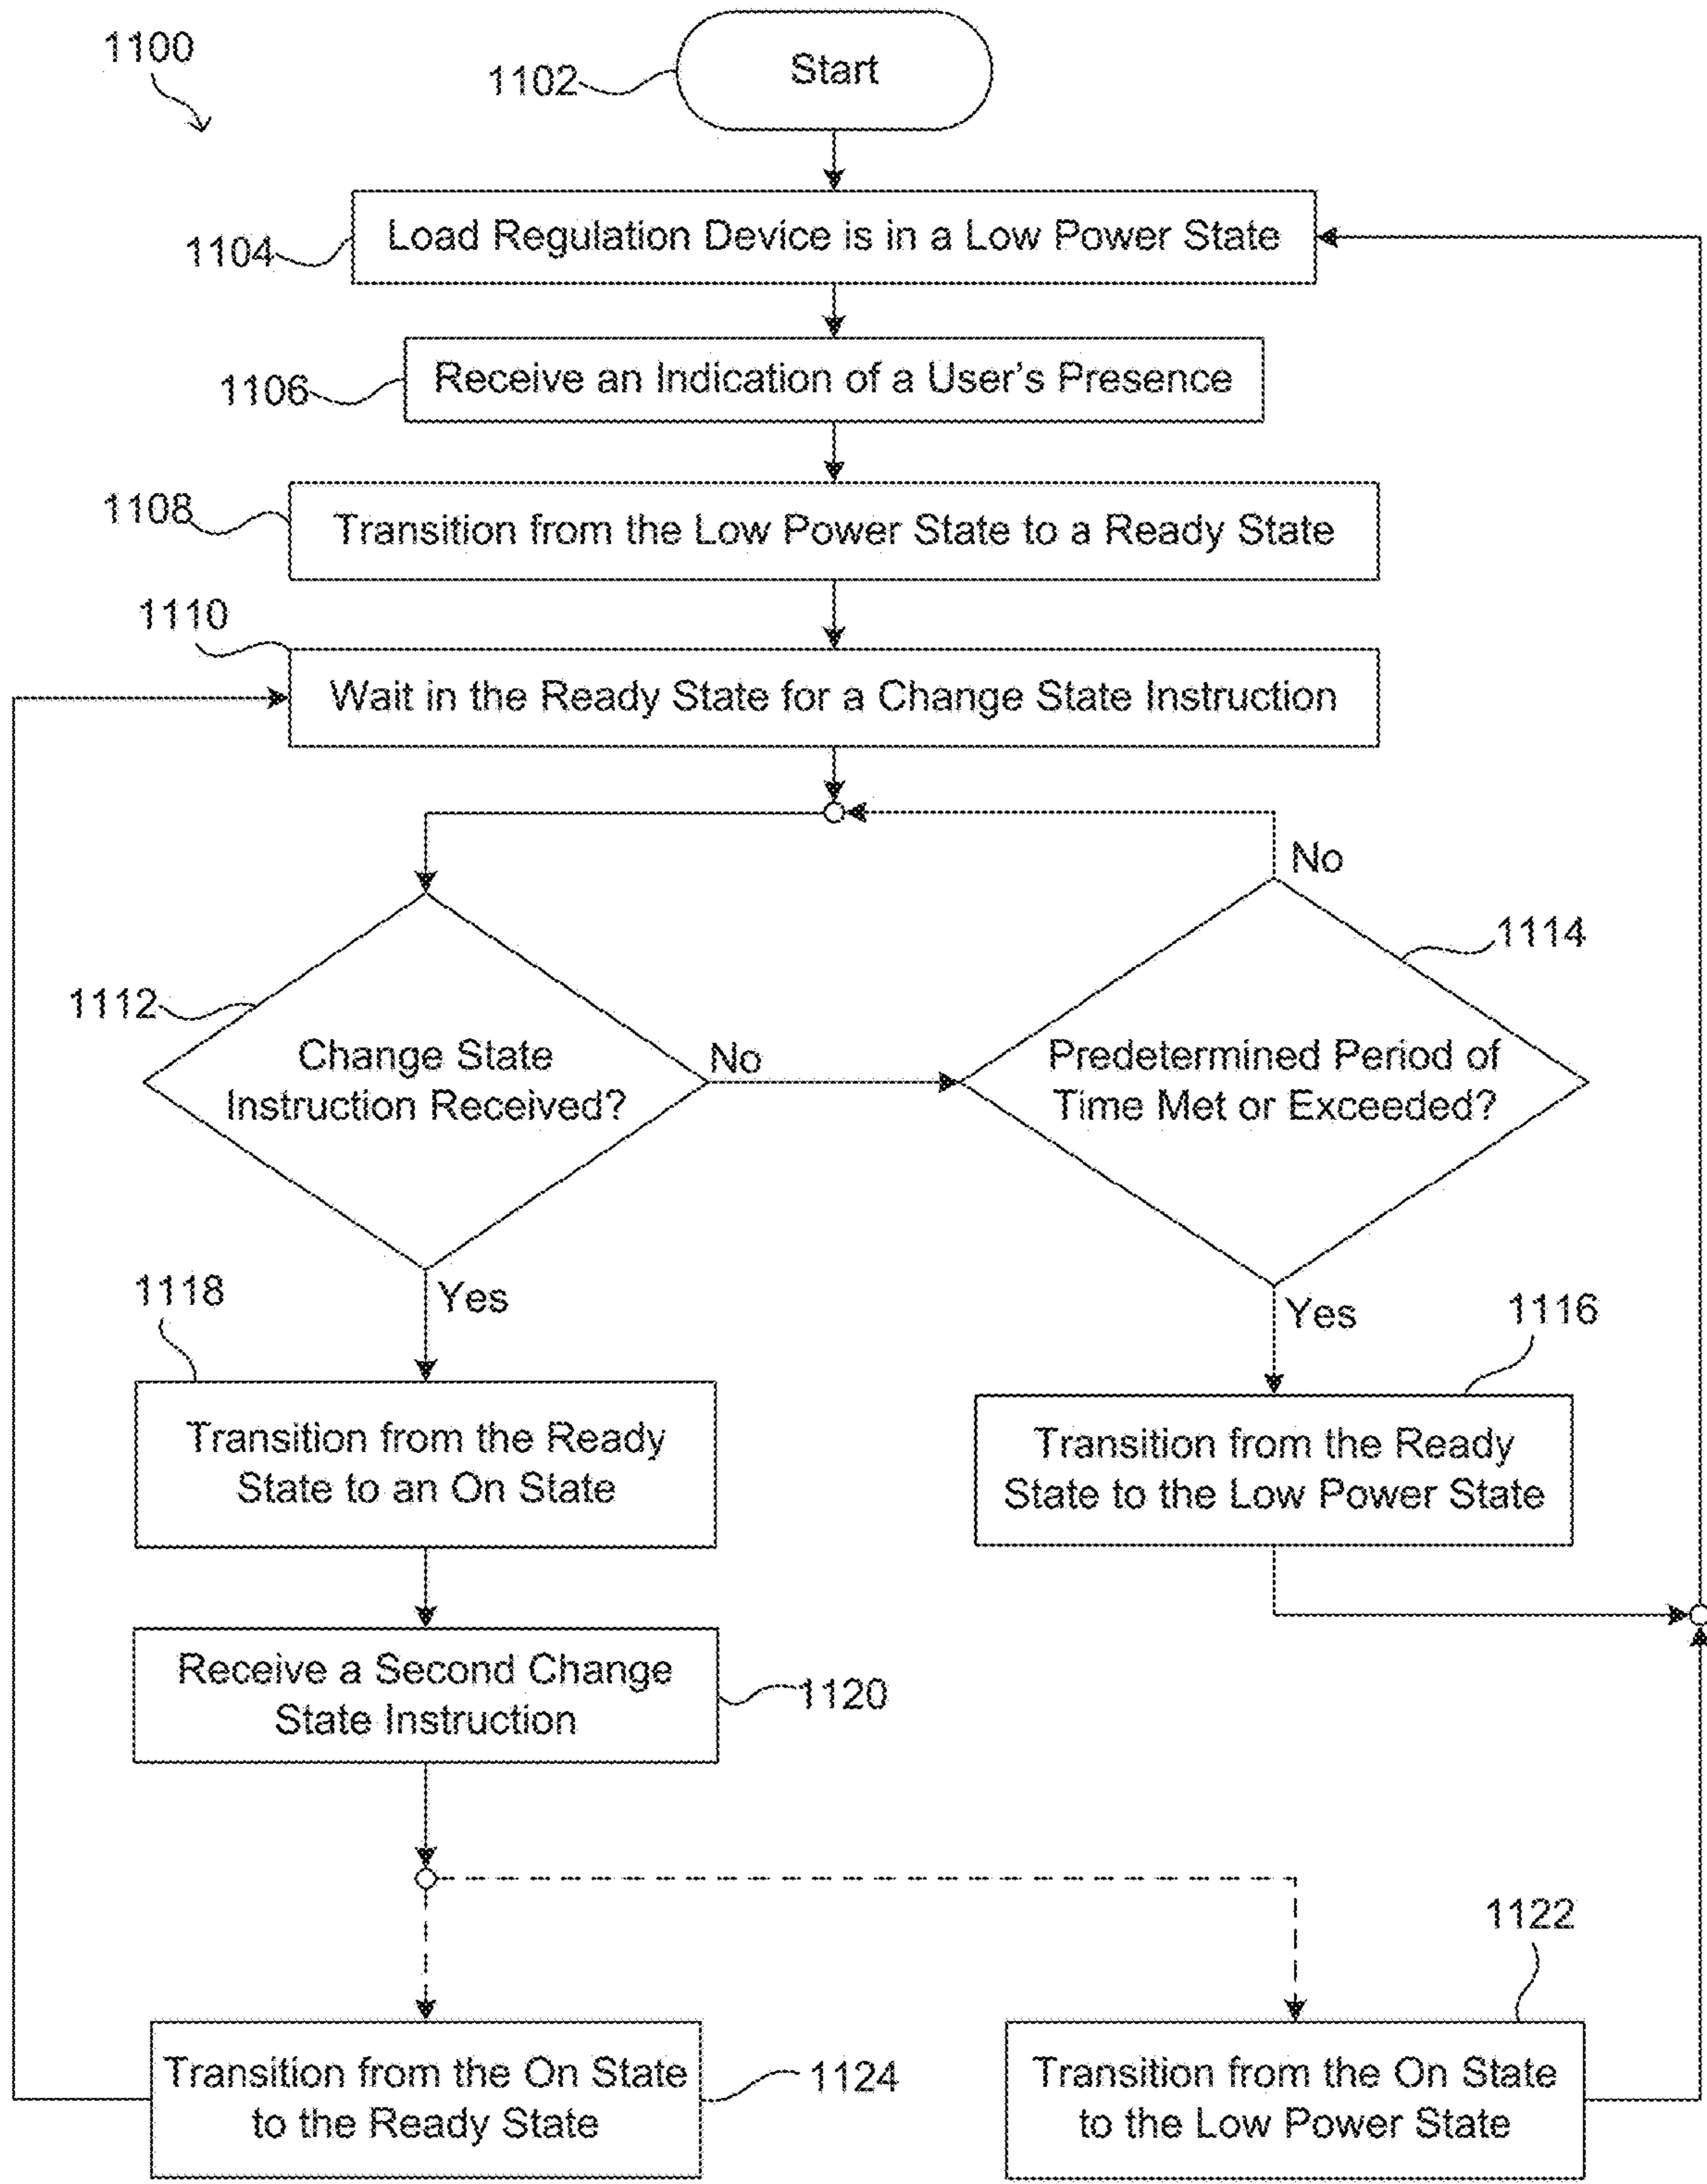 1100
1102
Start
1104
Load Regulation Device is in a Low Power State
1106
Receive an Indication of a User's Presence
1108
Transition from the Low Power State to a Ready State
1110
Wait in the Ready State for a Change State Instruction
No
1114
1112
Change State
Instruction Received?
No
Predetermined Period of
Time Met or Exceeded?
1118
Yes
Yes
1116
Transition from the Ready
State to an On State
Transition from the Ready
State to the Low Power State
Receive a Second Change
State Instruction
1120
1122
Transition from the On State
to the Ready State
1124
Transition from the On State
to the Low Power State